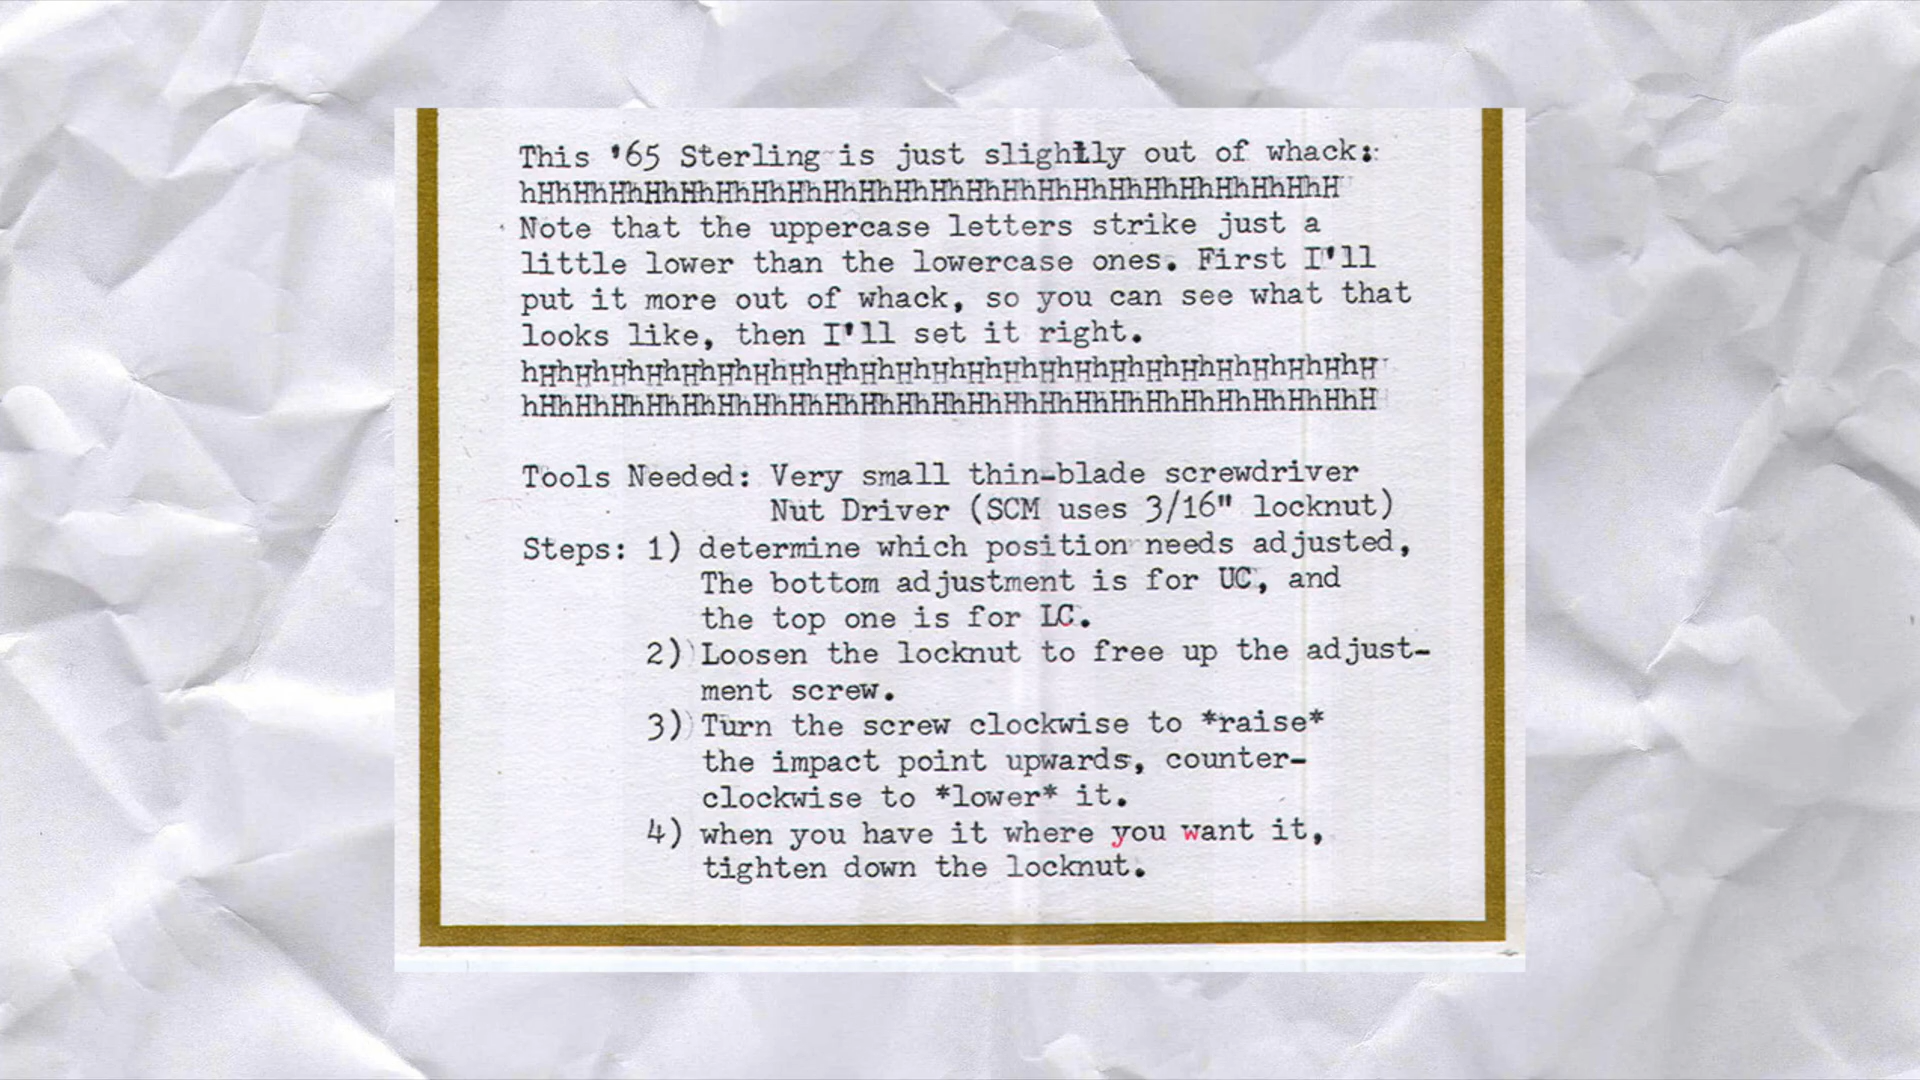 This '65 Sterling is just slightly out of whack:
hHhHhHhHhHhHhHhHhHhHhHhHhHhHhHhHhHhHhHhHhHhHhH
Note that the uppercase letters strike just a
little lower than the lowercase ones. First I'll
put it more out of whack, so you can see what that
looks like, then I'll set it right.
hHhHhHhHhHhHhHhHhHhHhHhHhHhHhHhHhHhHhHhHhHhHhHhH
hHhHhHhHhHhHhHhHhHhHhHhHhHhHhHhHhHhHhHhHhHhHhHhH
Tools Needed: Very small thin-blade screwdriver
Nut Driver (SCM uses 3/16" locknut)
Steps: 1) determine which position needs adjusted,
The bottom adjustment is for UC, and
the top one is for LC.
2) Loosen the locknut to free up the adjust-
ment screw.
3) Turn the screw clockwise to *raise*
the impact point upwards, counter-
clockwise to *lower* it.
4) when you have it where you want it,
tighten down the locknut.